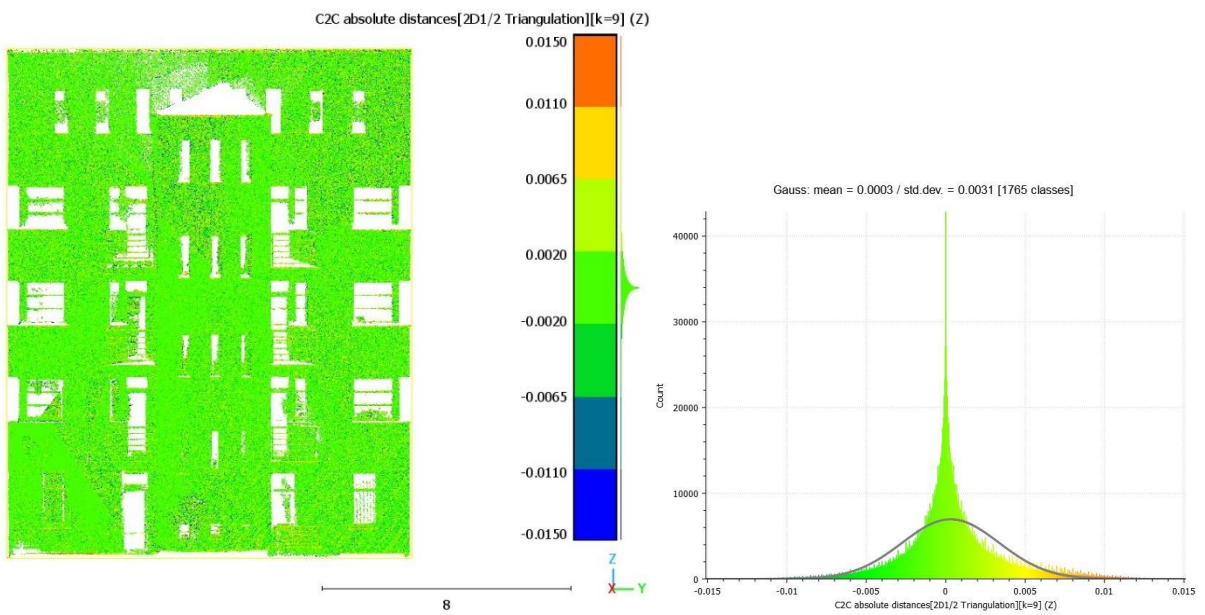 C2C absolute distances[2D1/2 Triangulation][k=9] (Z)
0.0150
0.0110
0.0065
0.0020
-0.0020
-0.0065
-0.0110
-0.0150
Z
X Y
8
Gauss: mean = 0.0003 / std.dev. = 0.0031 [1765 classes]
40000
30000
20000
10000
0
Count
-0.015 -0.01 -0.005 0 0.005 0.01 0.015
C2C absolute distances[2D1/2 Triangulation][k=9] (Z)